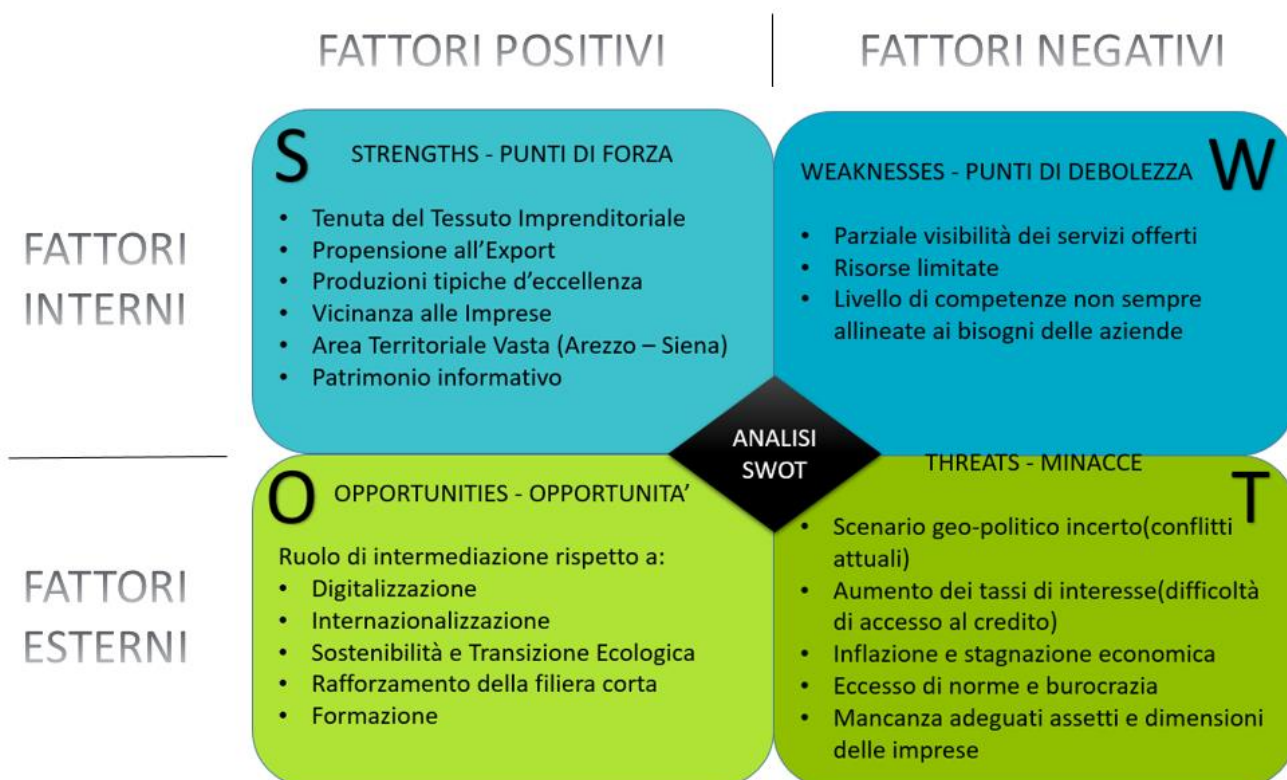 FATTORI POSITIVI
FATTORI NEGATIVI
FATTORI
INTERNI
S
STRENGTHS - PUNTI DI FORZA
• Tenuta del Tessuto Imprenditoriale
• Propensione all’Export
• Produzioni tipiche d’eccellenza
• Vicinanza alle Imprese
• Area Territoriale Vasta (Arezzo – Siena)
• Patrimonio informativo
WEAKNESSES - PUNTI DI DEBOLEZZA
W
• Parziale visibilità dei servizi offerti
• Risorse limitate
• Livello di competenze non sempre
allineate ai bisogni delle aziende
ANALISI
SWOT
FATTORI
ESTERNI
O
OPPORTUNITIES - OPPORTUNITA’
Ruolo di intermediazione rispetto a:
• Digitalizzazione
• Internazionalizzazione
• Sostenibilità e Transizione Ecologica
• Rafforzamento della filiera corta
• Formazione
THREATS - MINACCE
T
• Scenario geo-politico incerto(conflitti
attuali)
• Aumento dei tassi di interesse(difficoltà
di accesso al credito)
• Inflazione e stagnazione economica
• Eccesso di norme e burocrazia
• Mancanza adeguati assetti e dimensioni
delle imprese